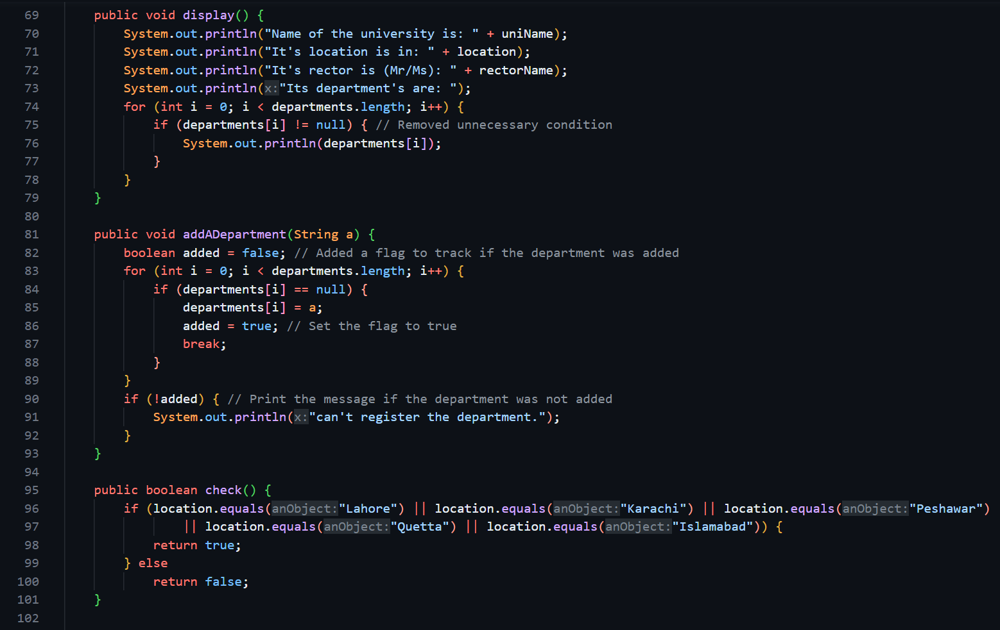 69 public void display() {
70 System.out.println("Name of the university is: " + uniName);
71 System.out.println("It's location is in: " + location);
72 System.out.println("It's rector is (Mr/Ms): " + rectorName);
73 System.out.println(x:"Its department's are: ");
74 for (int i = 0; i < departments.length; i++) {
75 if (departments[i] != null) { // Removed unnecessary condition
76 System.out.println(departments[i]);
77 }
78 }
79 }
80
81 public void addADepartment(String a) {
82 boolean added = false; // Added a flag to track if the department was added
83 for (int i = 0; i < departments.length; i++) {
84 if (departments[i] == null) {
85 departments[i] = a;
86 added = true; // Set the flag to true
87 break;
88 }
89 }
90 if (!added) { // Print the message if the department was not added
91 System.out.println(x:"can't register the department.");
92 }
93 }
94
95 public boolean check() {
96 if (location.equals(anObject:"Lahore") || location.equals(anObject:"Karachi") || location.equals(anObject:"Peshawar")
97 || location.equals(anObject:"Quetta") || location.equals(anObject:"Islamabad")) {
98 return true;
99 } else
100 return false;
101 }
102